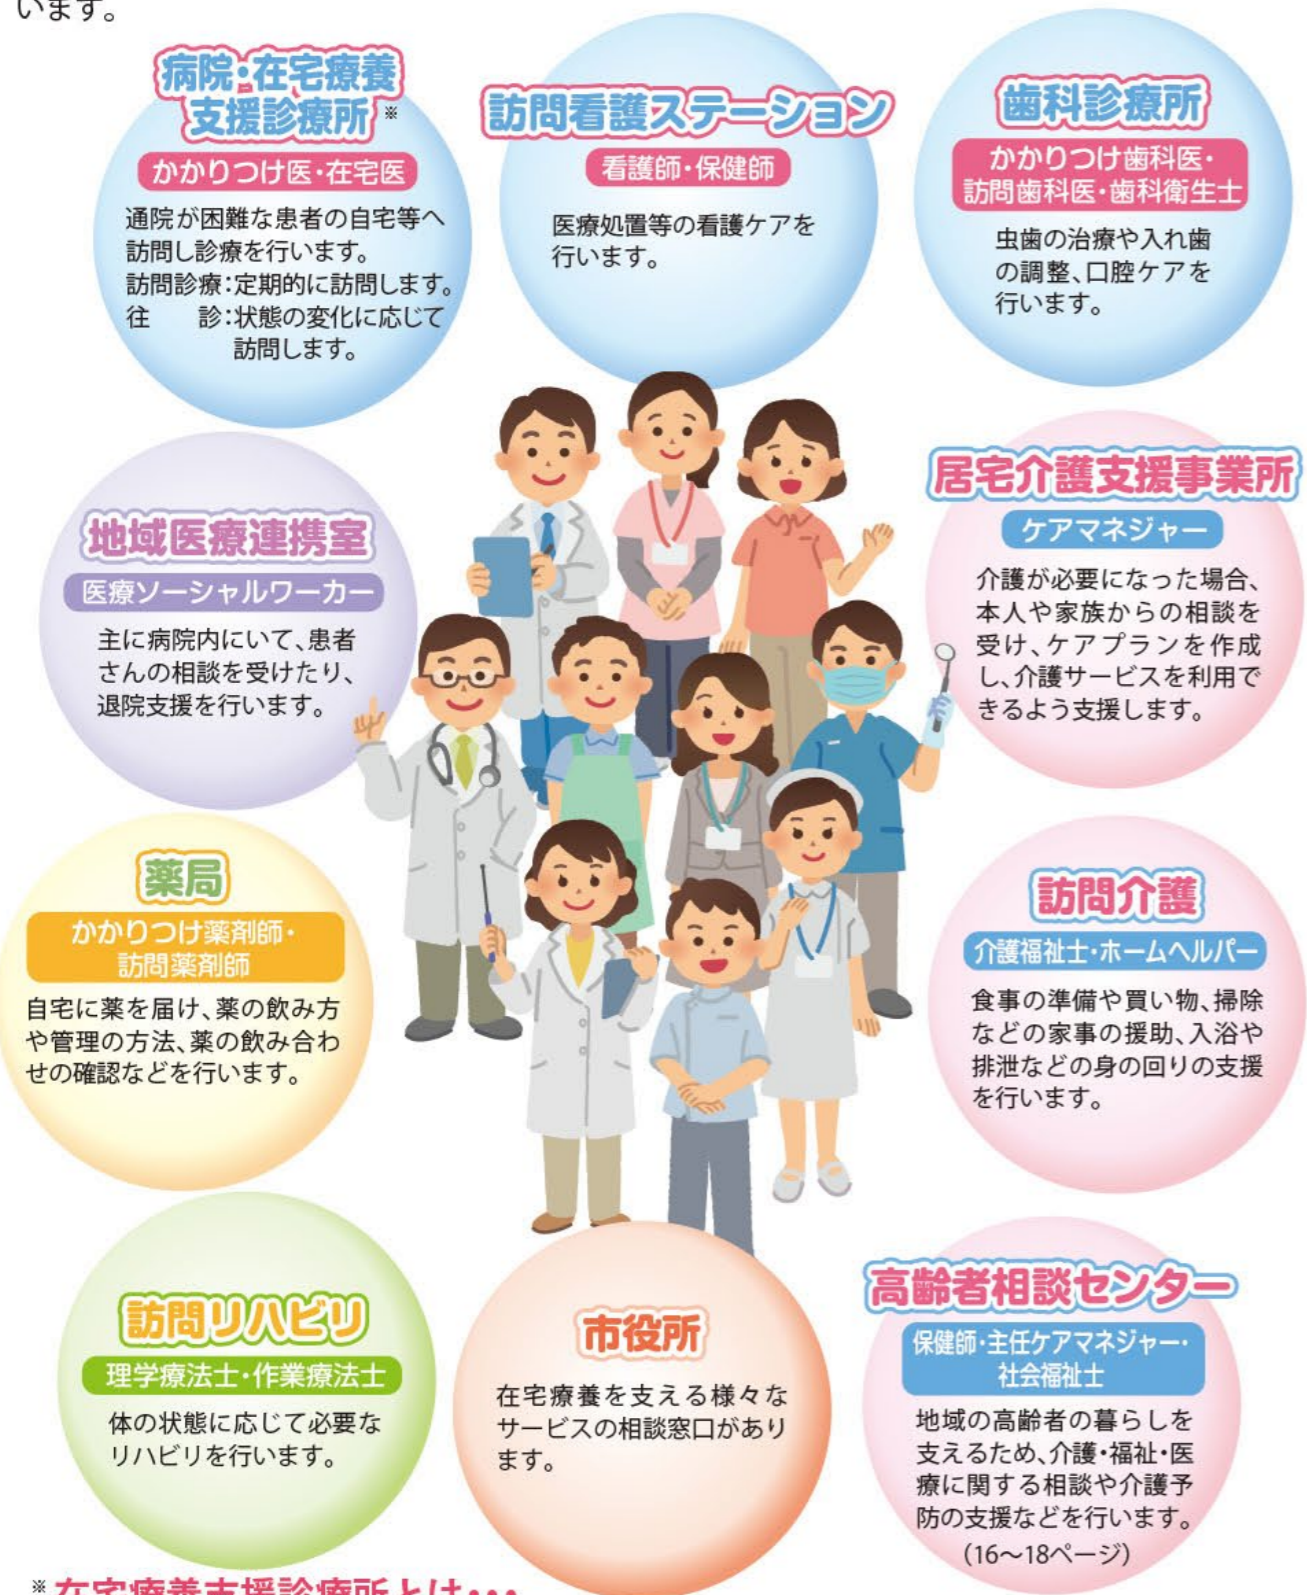 います。
病院・在宅療養
支援診療所※
かかりつけ医・在宅医
通院が困難な患者の自宅等へ
訪問し診療を行います。
訪問診療：定期的に訪問します。
往　　診：状態の変化に応じて
訪問します。
訪問看護ステーション
看護師・保健師
医療処置等の看護ケアを
行います。
歯科診療所
かかりつけ歯科医・
訪問歯科医・歯科衛生士
虫歯の治療や入れ歯
の調整、口腔ケアを
行います。
地域医療連携室
医療ソーシャルワーカー
主に病院内にいて、患者
さんの相談を受けたり、
退院支援を行います。
居宅介護支援事業所
ケアマネジャー
介護が必要になった場合、
本人や家族からの相談を
受け、ケアプランを作成
し、介護サービスを利用で
きるよう支援します。
薬局
かかりつけ薬剤師・
訪問薬剤師
自宅に薬を届け、薬の飲み方
や管理の方法、薬の飲み合わ
せの確認などを行います。
訪問介護
介護福祉士・ホームヘルパー
食事の準備や買い物、掃除
などの家事の援助、入浴や
排泄などの身の回りの支援
を行います。
訪問リハビリ
理学療法士・作業療法士
体の状態に応じて必要な
リハビリを行います。
市役所
在宅療養を支える様々な
サービスの相談窓口があり
ます。
高齢者相談センター
保健師・主任ケアマネジャー・
社会福祉士
地域の高齢者の暮らしを
支えるため、介護・福祉・医
療に関する相談や介護予
防の支援などを行います。
（16～18ページ）
※在宅療養支援診療所とは・・・